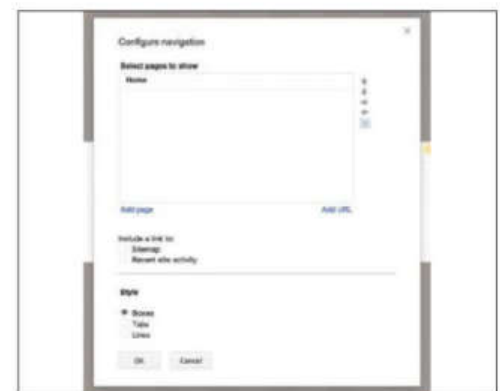 Configure navigation
Select pages to show
Home
Add page Add URL
Include a link to:
Sitemap
Recent site activity
Style
Boxes
Tabs
Lines
OK Cancel